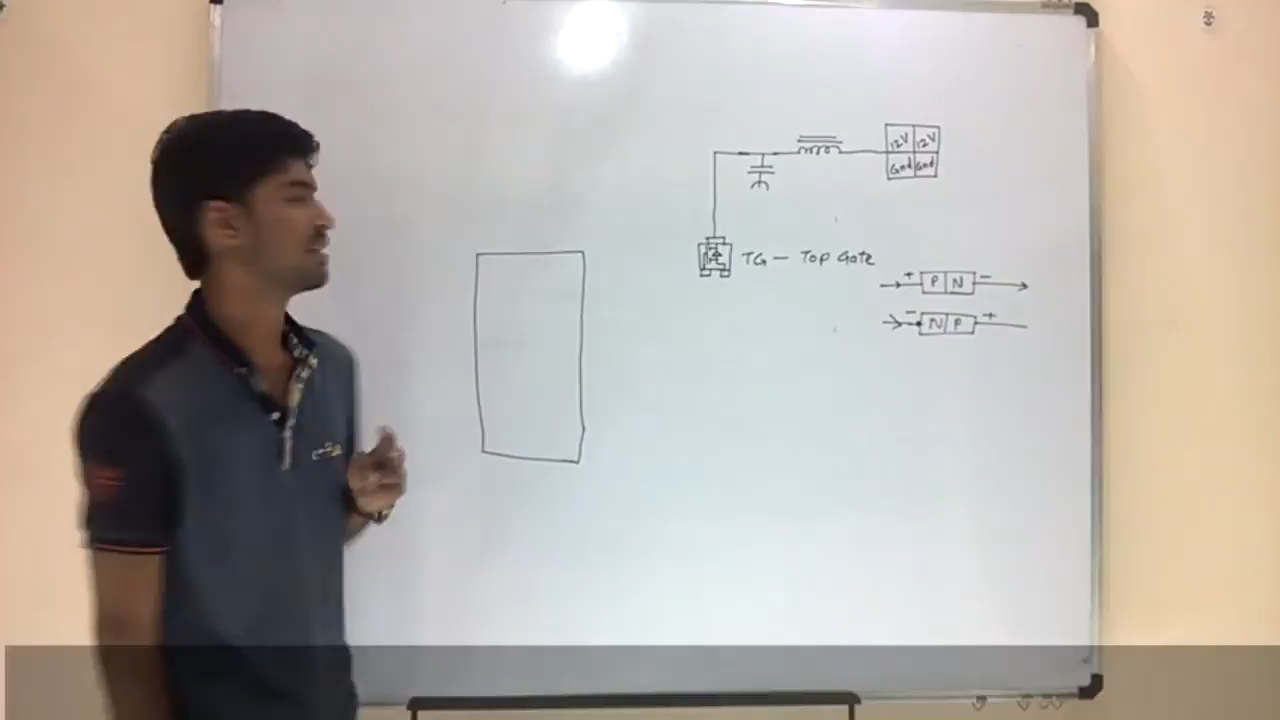 12V 12V
Gnd Gnd
TG — Top Gate
+ P N −
− N P +